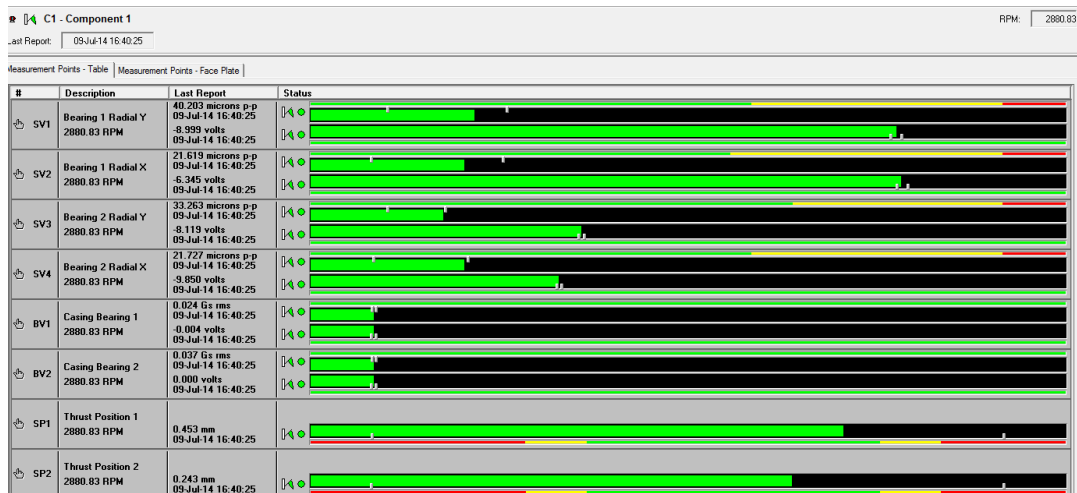 C1 - Component 1
RPM: 2880.83
Last Report: 09-Jul-14 16:40:25
Measurement Points - Table Measurement Points - Face Plate
# Description Last Report Status
SV1 Bearing 1 Radial Y 2880.83 RPM
40.203 microns p-p
09-Jul-14 16:40:25
-8.999 volts
09-Jul-14 16:40:25
SV2 Bearing 1 Radial X 2880.83 RPM
21.619 microns p-p
09-Jul-14 16:40:25
-6.345 volts
09-Jul-14 16:40:25
SV3 Bearing 2 Radial Y 2880.83 RPM
33.263 microns p-p
09-Jul-14 16:40:25
-8.119 volts
09-Jul-14 16:40:25
SV4 Bearing 2 Radial X 2880.83 RPM
21.727 microns p-p
09-Jul-14 16:40:25
-9.850 volts
09-Jul-14 16:40:25
BV1 Casing Bearing 1 2880.83 RPM
0.024 Gs rms
09-Jul-14 16:40:25
-0.004 volts
09-Jul-14 16:40:25
BV2 Casing Bearing 2 2880.83 RPM
0.037 Gs rms
09-Jul-14 16:40:25
0.000 volts
09-Jul-14 16:40:25
SP1 Thrust Position 1 2880.83 RPM
0.453 mm
09-Jul-14 16:40:25
SP2 Thrust Position 2 2880.83 RPM
0.243 mm
09-Jul-14 16:40:25